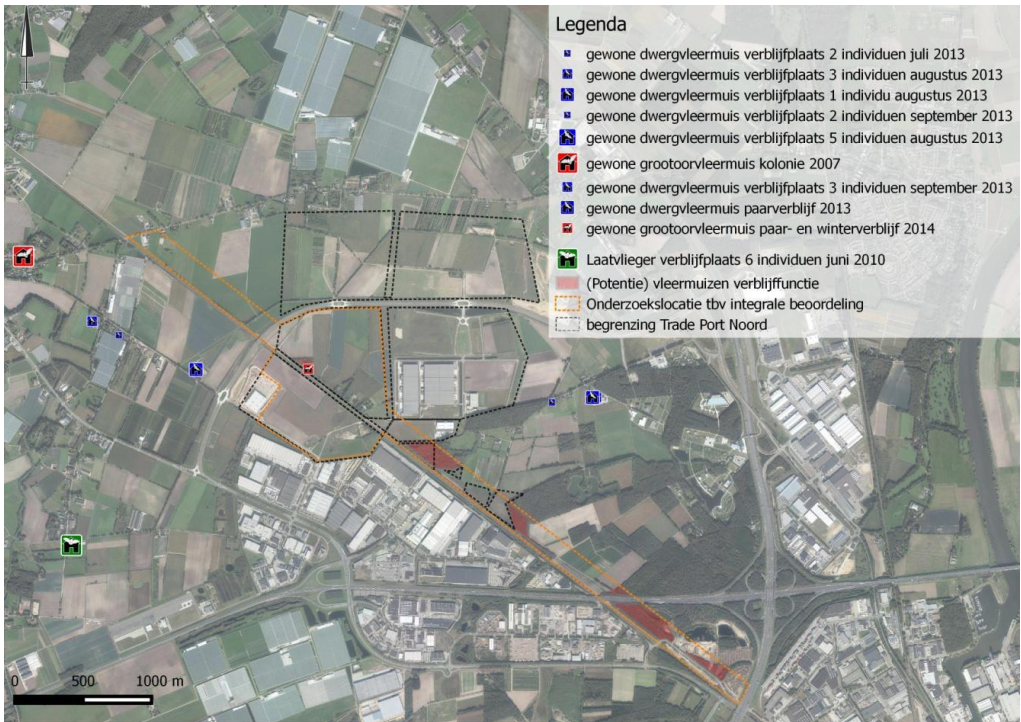 Legenda
gewone dwergvleermuis verblijfplaats 2 individuen juli 2013
gewone dwergvleermuis verblijfplaats 3 individuen augustus 2013
gewone dwergvleermuis verblijfplaats 1 individu augustus 2013
gewone dwergvleermuis verblijfplaats 2 individuen september 2013
gewone dwergvleermuis verblijfplaats 5 individuen augustus 2013
gewone grootoorvleermuis kolonie 2007
gewone dwergvleermuis verblijfplaats 3 individuen september 2013
gewone dwergvleermuis paarverblijf 2013
gewone grootoorvleermuis paar- en winterverblijf 2014
Laatvlieger verblijfplaats 6 individuen juni 2010
(Potentie) vleermuizen verblijffunctie
Onderzoekslocatie tbv integrale beoordeling
begrenzing Trade Port Noord
0 500 1000 m